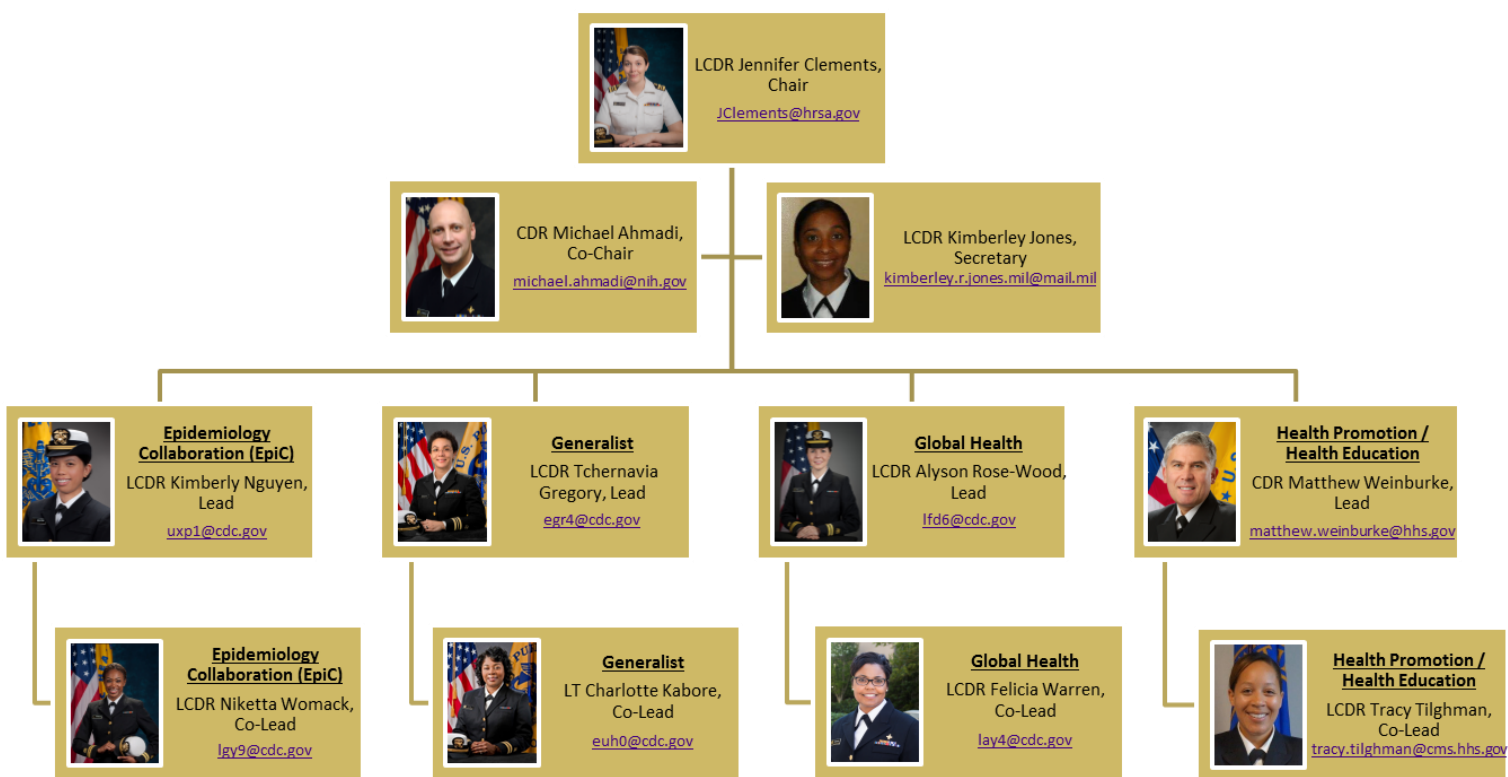 LCDR Jennifer Clements,
Chair
JClements@hrsa.gov
CDR Michael Ahmadi,
Co-Chair
michael.ahmadi@nih.gov
LCDR Kimberley Jones,
Secretary
kimberley.r.jones.mil@mail.mil
Epidemiology
Collaboration (EpiC)
LCDR Kimberly Nguyen,
Lead
uxp1@cdc.gov
Generalist
LCDR Tchernavia
Gregory, Lead
egr4@cdc.gov
Global Health
LCDR Alyson Rose-Wood,
Lead
lfd6@cdc.gov
Health Promotion /
Health Education
CDR Matthew Weinburke,
Lead
matthew.weinburke@hhs.gov
Epidemiology
Collaboration (EpiC)
LCDR Niketta Womack,
Co-Lead
lgy9@cdc.gov
Generalist
LT Charlotte Kabore,
Co-Lead
euh0@cdc.gov
Global Health
LCDR Felicia Warren,
Co-Lead
lay4@cdc.gov
Health Promotion /
Health Education
LCDR Tracy Tilghman,
Co-Lead
tracy.tilghman@cms.hhs.gov